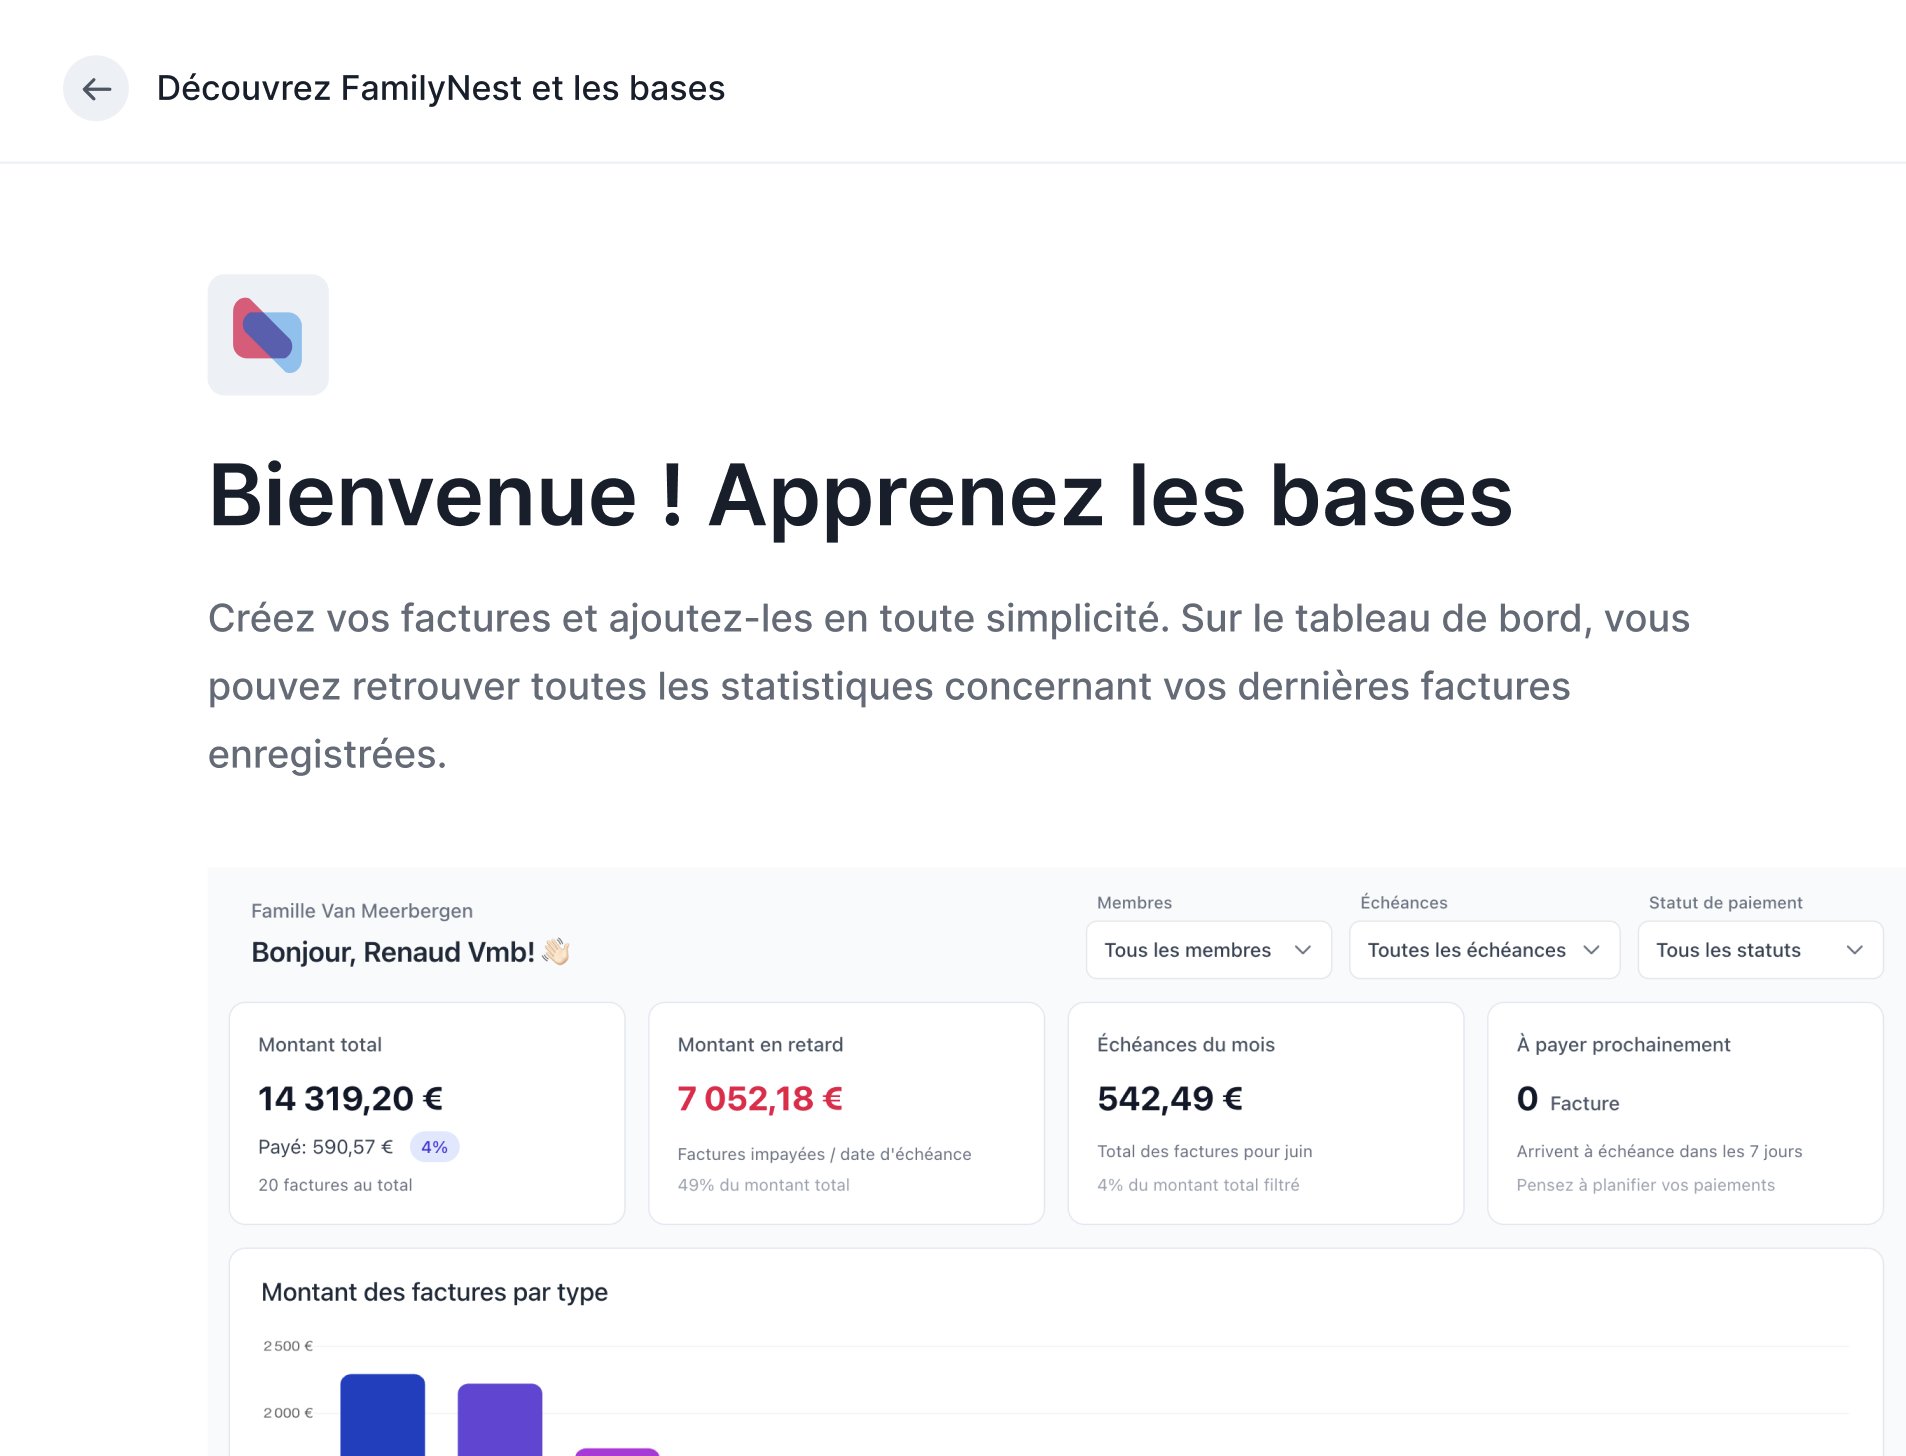 Découvrez FamilyNest et les bases
Bienvenue ! Apprenez les bases
Créez vos factures et ajoutez-les en toute simplicité. Sur le tableau de bord, vous
pouvez retrouver toutes les statistiques concernant vos dernières factures
enregistrées.
Famille Van Meerbergen
Bonjour, Renaud Vmb! 👋🏻
Membres
Tous les membres
Échéances
Toutes les échéances
Statut de paiement
Tous les statuts
Montant total
14 319,20 €
Payé: 590,57 € 4%
20 factures au total
Montant en retard
7 052,18 €
Factures impayées / date d'échéance
49% du montant total
Échéances du mois
542,49 €
Total des factures pour juin
4% du montant total filtré
À payer prochainement
0 Facture
Arrivent à échéance dans les 7 jours
Pensez à planifier vos paiements
Montant des factures par type
2 500 €
2 000 €